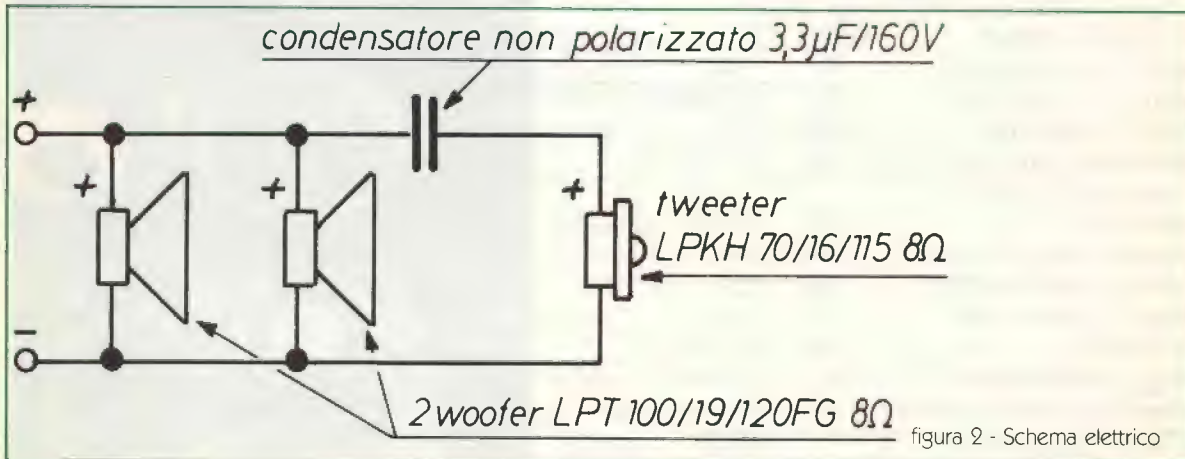 condensatore non polarizzato 3,3µF/160V
+
+
+
+
tweeter
LPKH 70/16/115 8Ω
−
2 woofer LPT 100/19/120FG 8Ω
figura 2 - Schema elettrico